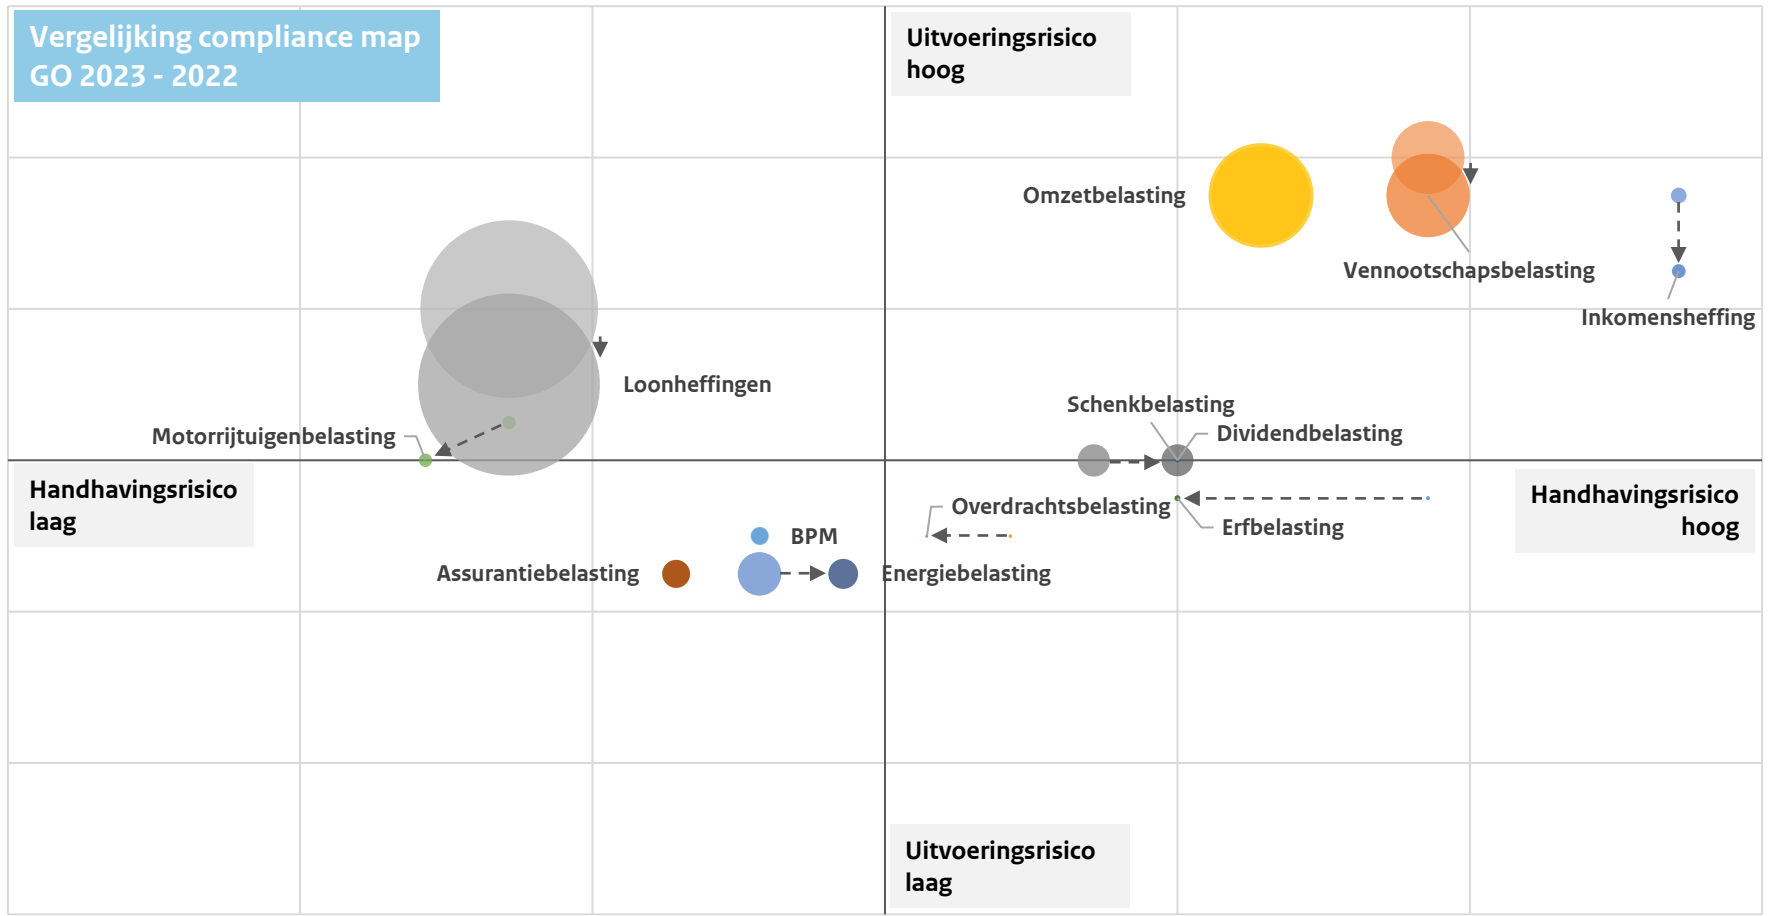 Vergelijking compliance map
GO 2023 - 2022
Uitvoeringsrisico
hoog
Omzetbelasting
Vennootschapsbelasting
Inkomensheffing
Loonheffingen
Schenkbelasting
Dividendbelasting
Motorrijtuigenbelasting
Handhavingsrisico
laag
Handhavingsrisico
hoog
Overdrachtsbelasting
Erfbelasting
BPM
Assurantiebelasting
Energiebelasting
Uitvoeringsrisico
laag